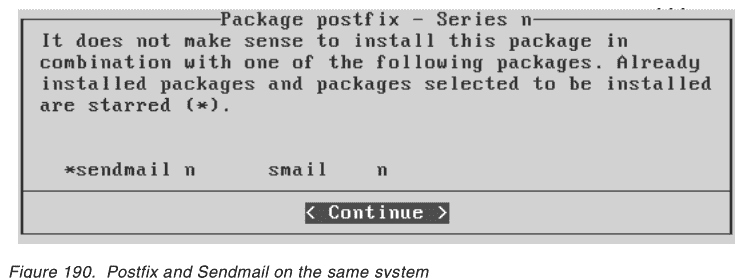 Package postfix - Series n
It does not make sense to install this package in
combination with one of the following packages. Already
installed packages and packages selected to be installed
are starred (*).
*sendmail n smail n
< Continue >
Figure 190. Postfix and Sendmail on the same system